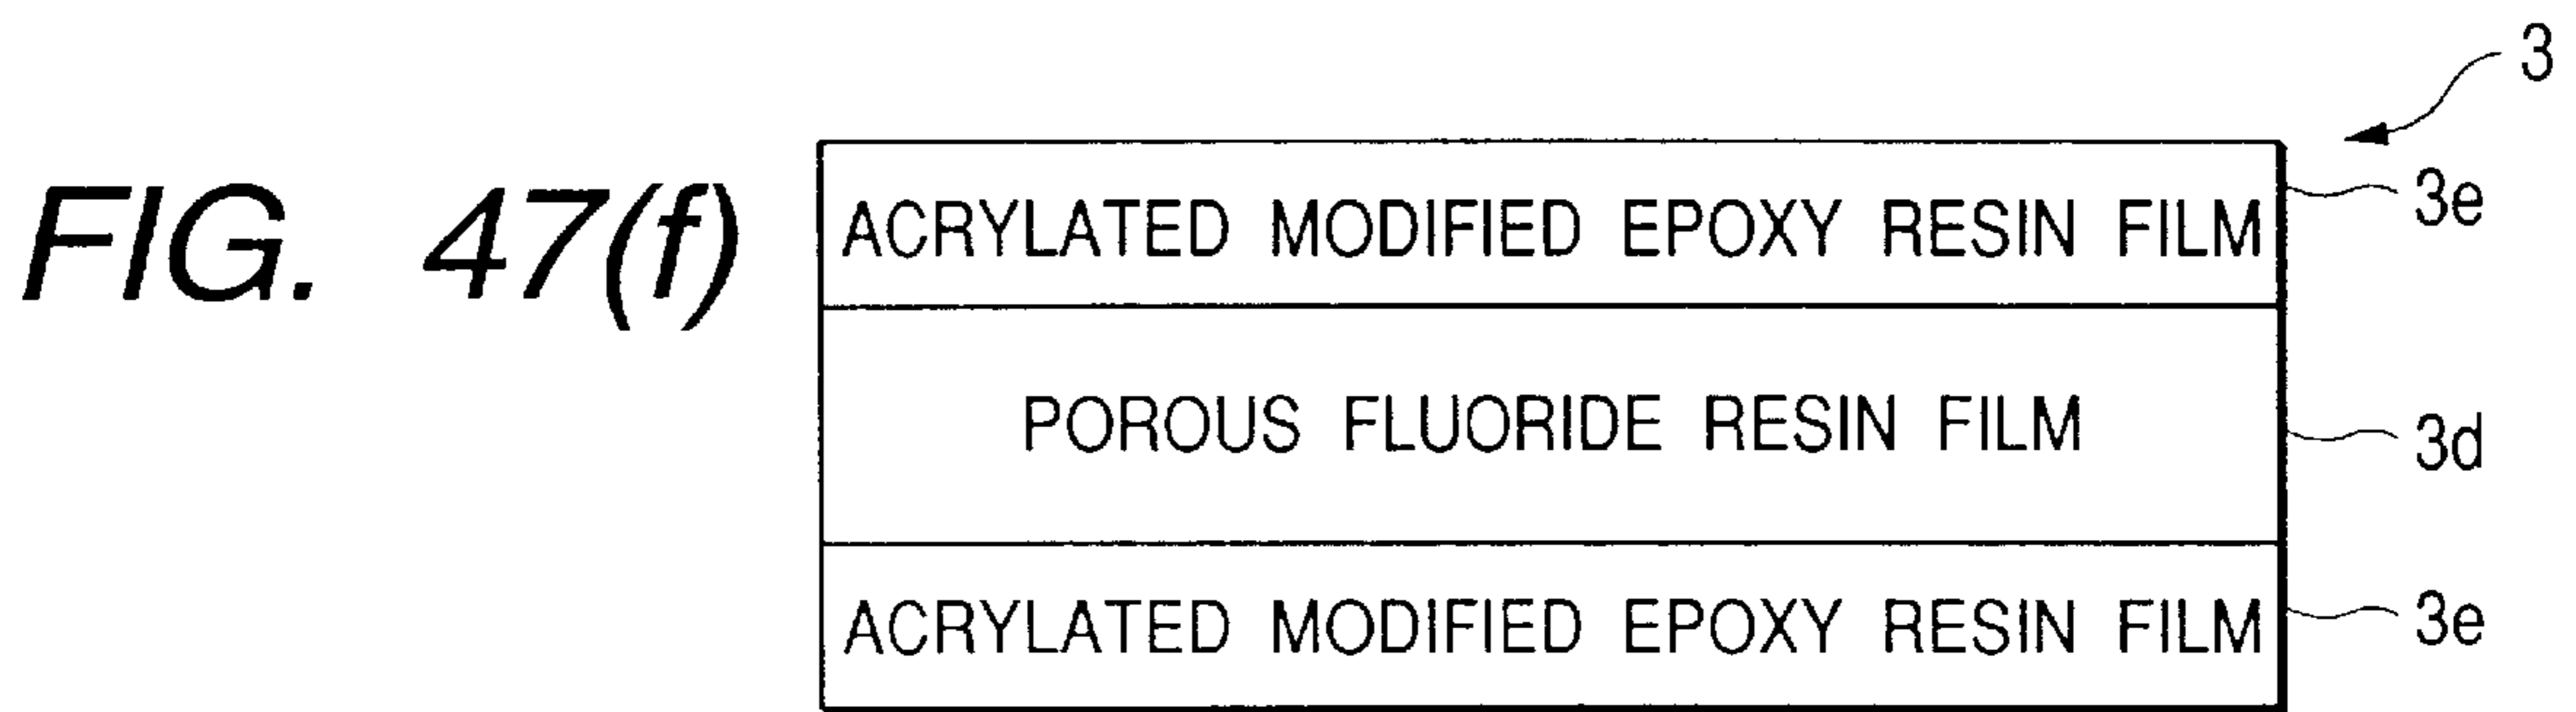 3
FIG. 47(f)
ACRYLATED MODIFIED EPOXY RESIN FILM
3e
POROUS FLUORIDE RESIN FILM
3d
ACRYLATED MODIFIED EPOXY RESIN FILM
3e